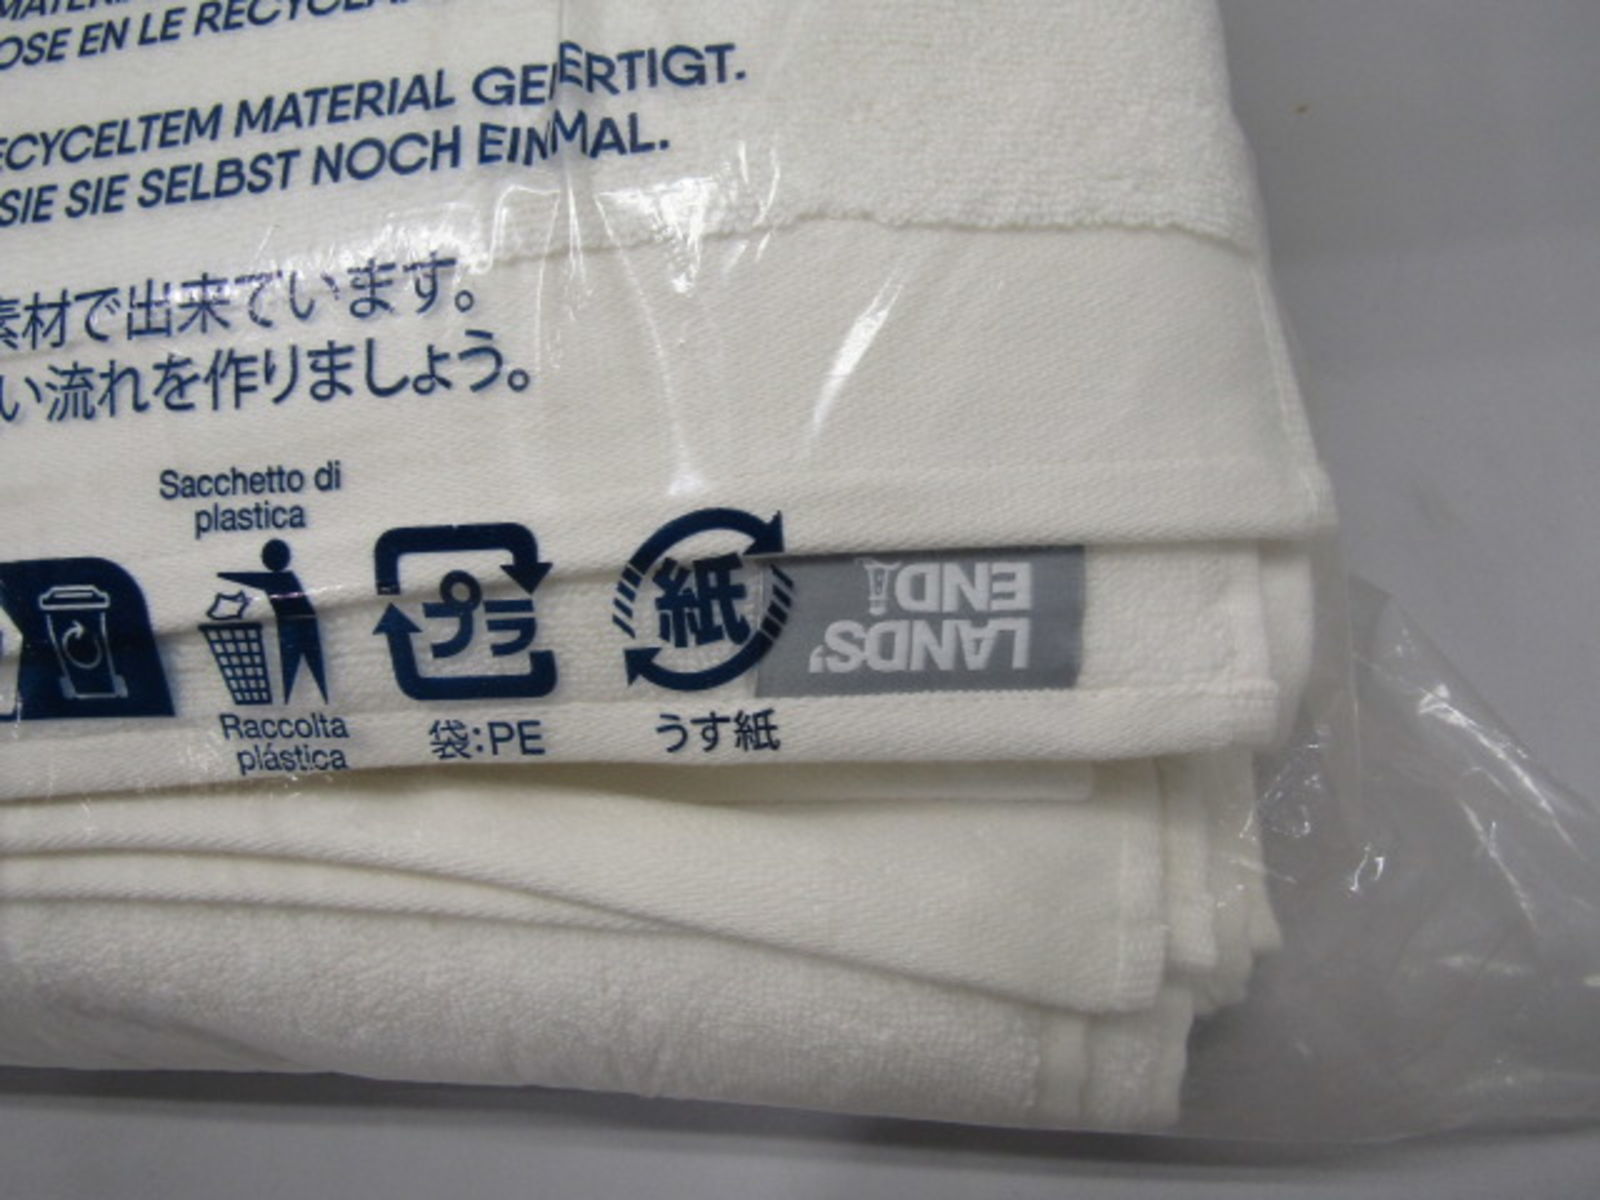 OSE EN LE
ECYCELTEM MATERIAL GEFERTIGT.
SIE SIE SELBST NOCH EINMAL.
素材で出来ています。
い流れを作りましょう。
Sacchetto di
plastica
プラ
紙
LANDS'
END
Raccolta
plástica
袋:PE
うす紙